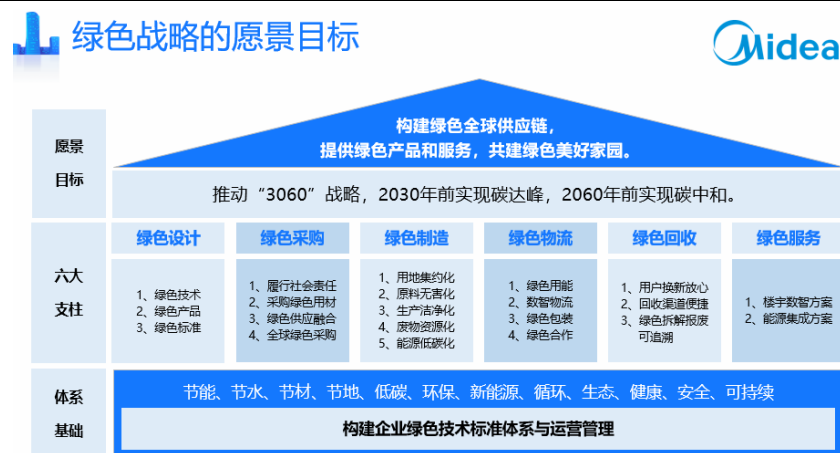 绿色战略的愿景目标
Midea
构建绿色全球供应链，
提供绿色产品和服务，共建绿色美好家园。
愿景
目标
推动“3060”战略，2030年前实现碳达峰，2060年前实现碳中和。
六大
支柱
绿色设计
1、绿色技术
2、绿色产品
3、绿色标准
绿色采购
1、履行社会责任
2、采购绿色用材
3、绿色供应融合
4、全球绿色采购
绿色制造
1、用地集约化
2、原料无害化
3、生产洁净化
4、废物资源化
5、能源低碳化
绿色物流
1、绿色用能
2、数智物流
3、绿色包装
4、绿色合作
绿色回收
1、用户换新放心
2、回收渠道便捷
3、绿色拆解报废
可追溯
绿色服务
1、楼宇数智方案
2、能源集成方案
体系
基础
节能、节水、节材、节地、低碳、环保、新能源、循环、生态、健康、安全、可持续
构建企业绿色技术标准体系与运营管理